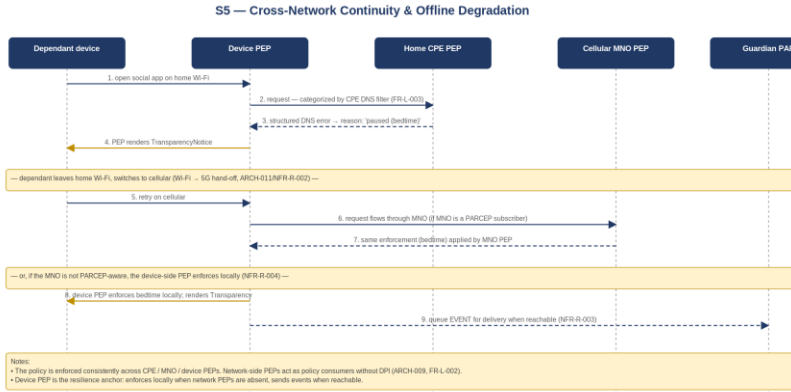 S5 — Cross-Network Continuity & Offline Degradation
Dependant device
Device PEP
Home CPE PEP
Cellular MNO PEP
Guardian PAR
1. open social app on home Wi-Fi
2. request — categorized by CPE DNS filter (FR-L-003)
3. structured DNS error → reason: 'paused (bedtime)'
4. PEP renders TransparencyNotice
— dependant leaves home Wi-Fi, switches to cellular (Wi-Fi → 5G hand-off, ARCH-011/NFR-R-002) —
5. retry on cellular
6. request flows through MNO (if MNO is a PARCEP subscriber)
7. same enforcement (bedtime) applied by MNO PEP
— or, if the MNO is not PARCEP-aware, the device-side PEP enforces locally (NFR-R-004) —
device PEP enforces bedtime locally; renders Transparency
9. queue EVENT for delivery when reachable (NFR-R-003)
Notes:
• The policy is enforced consistently across CPE / MNO / device PEPs. Network-side PEPs act as policy consumers without DPI (ARCH-009, FR-L-002).
• Device PEP is the resilience anchor: enforces locally when network PEPs are absent, sends events when reachable.